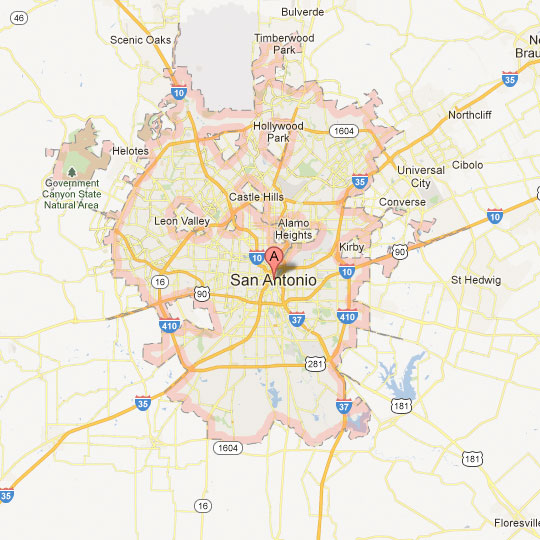 Bulverde
46
Scenic Oaks
Timberwood
Park
Ne
Brau
35
10
Northcliff
Hollywood
Park
1604
Helotes
Cibolo
Universal
City
Government
Canyon State
Natural Area
35
Castle Hills
Converse
Leon Valley
Alamo
Heights
10
Kirby
90
10
A
10
San Antonio
St Hedwig
16
90
410
37
410
281
35
37
181
181
1604
35
16
Floresville